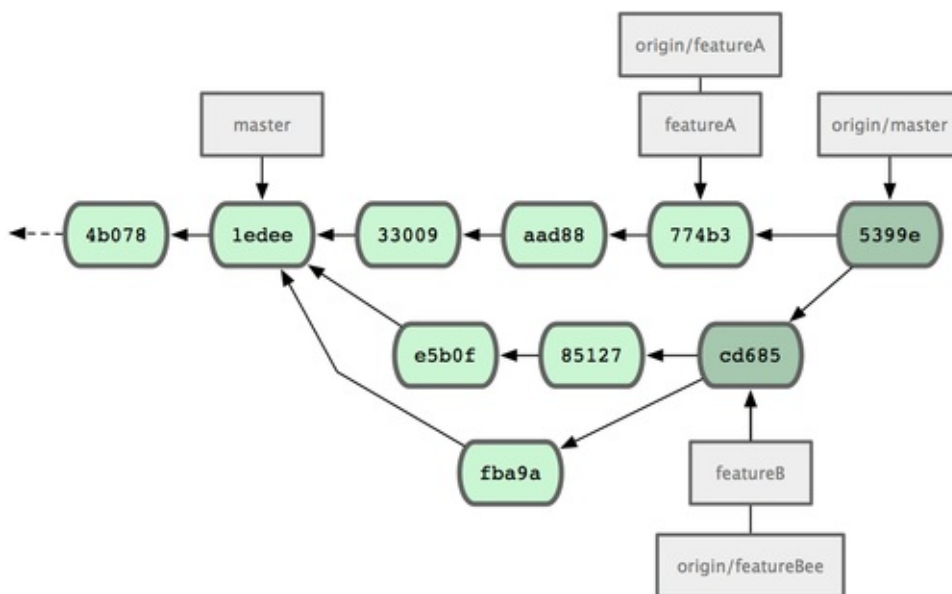 origin/featureA
master
featureA
origin/master
4b078
1edee
33009
aad88
774b3
5399e
e5b0f
85127
cd685
fba9a
featureB
origin/featureBee